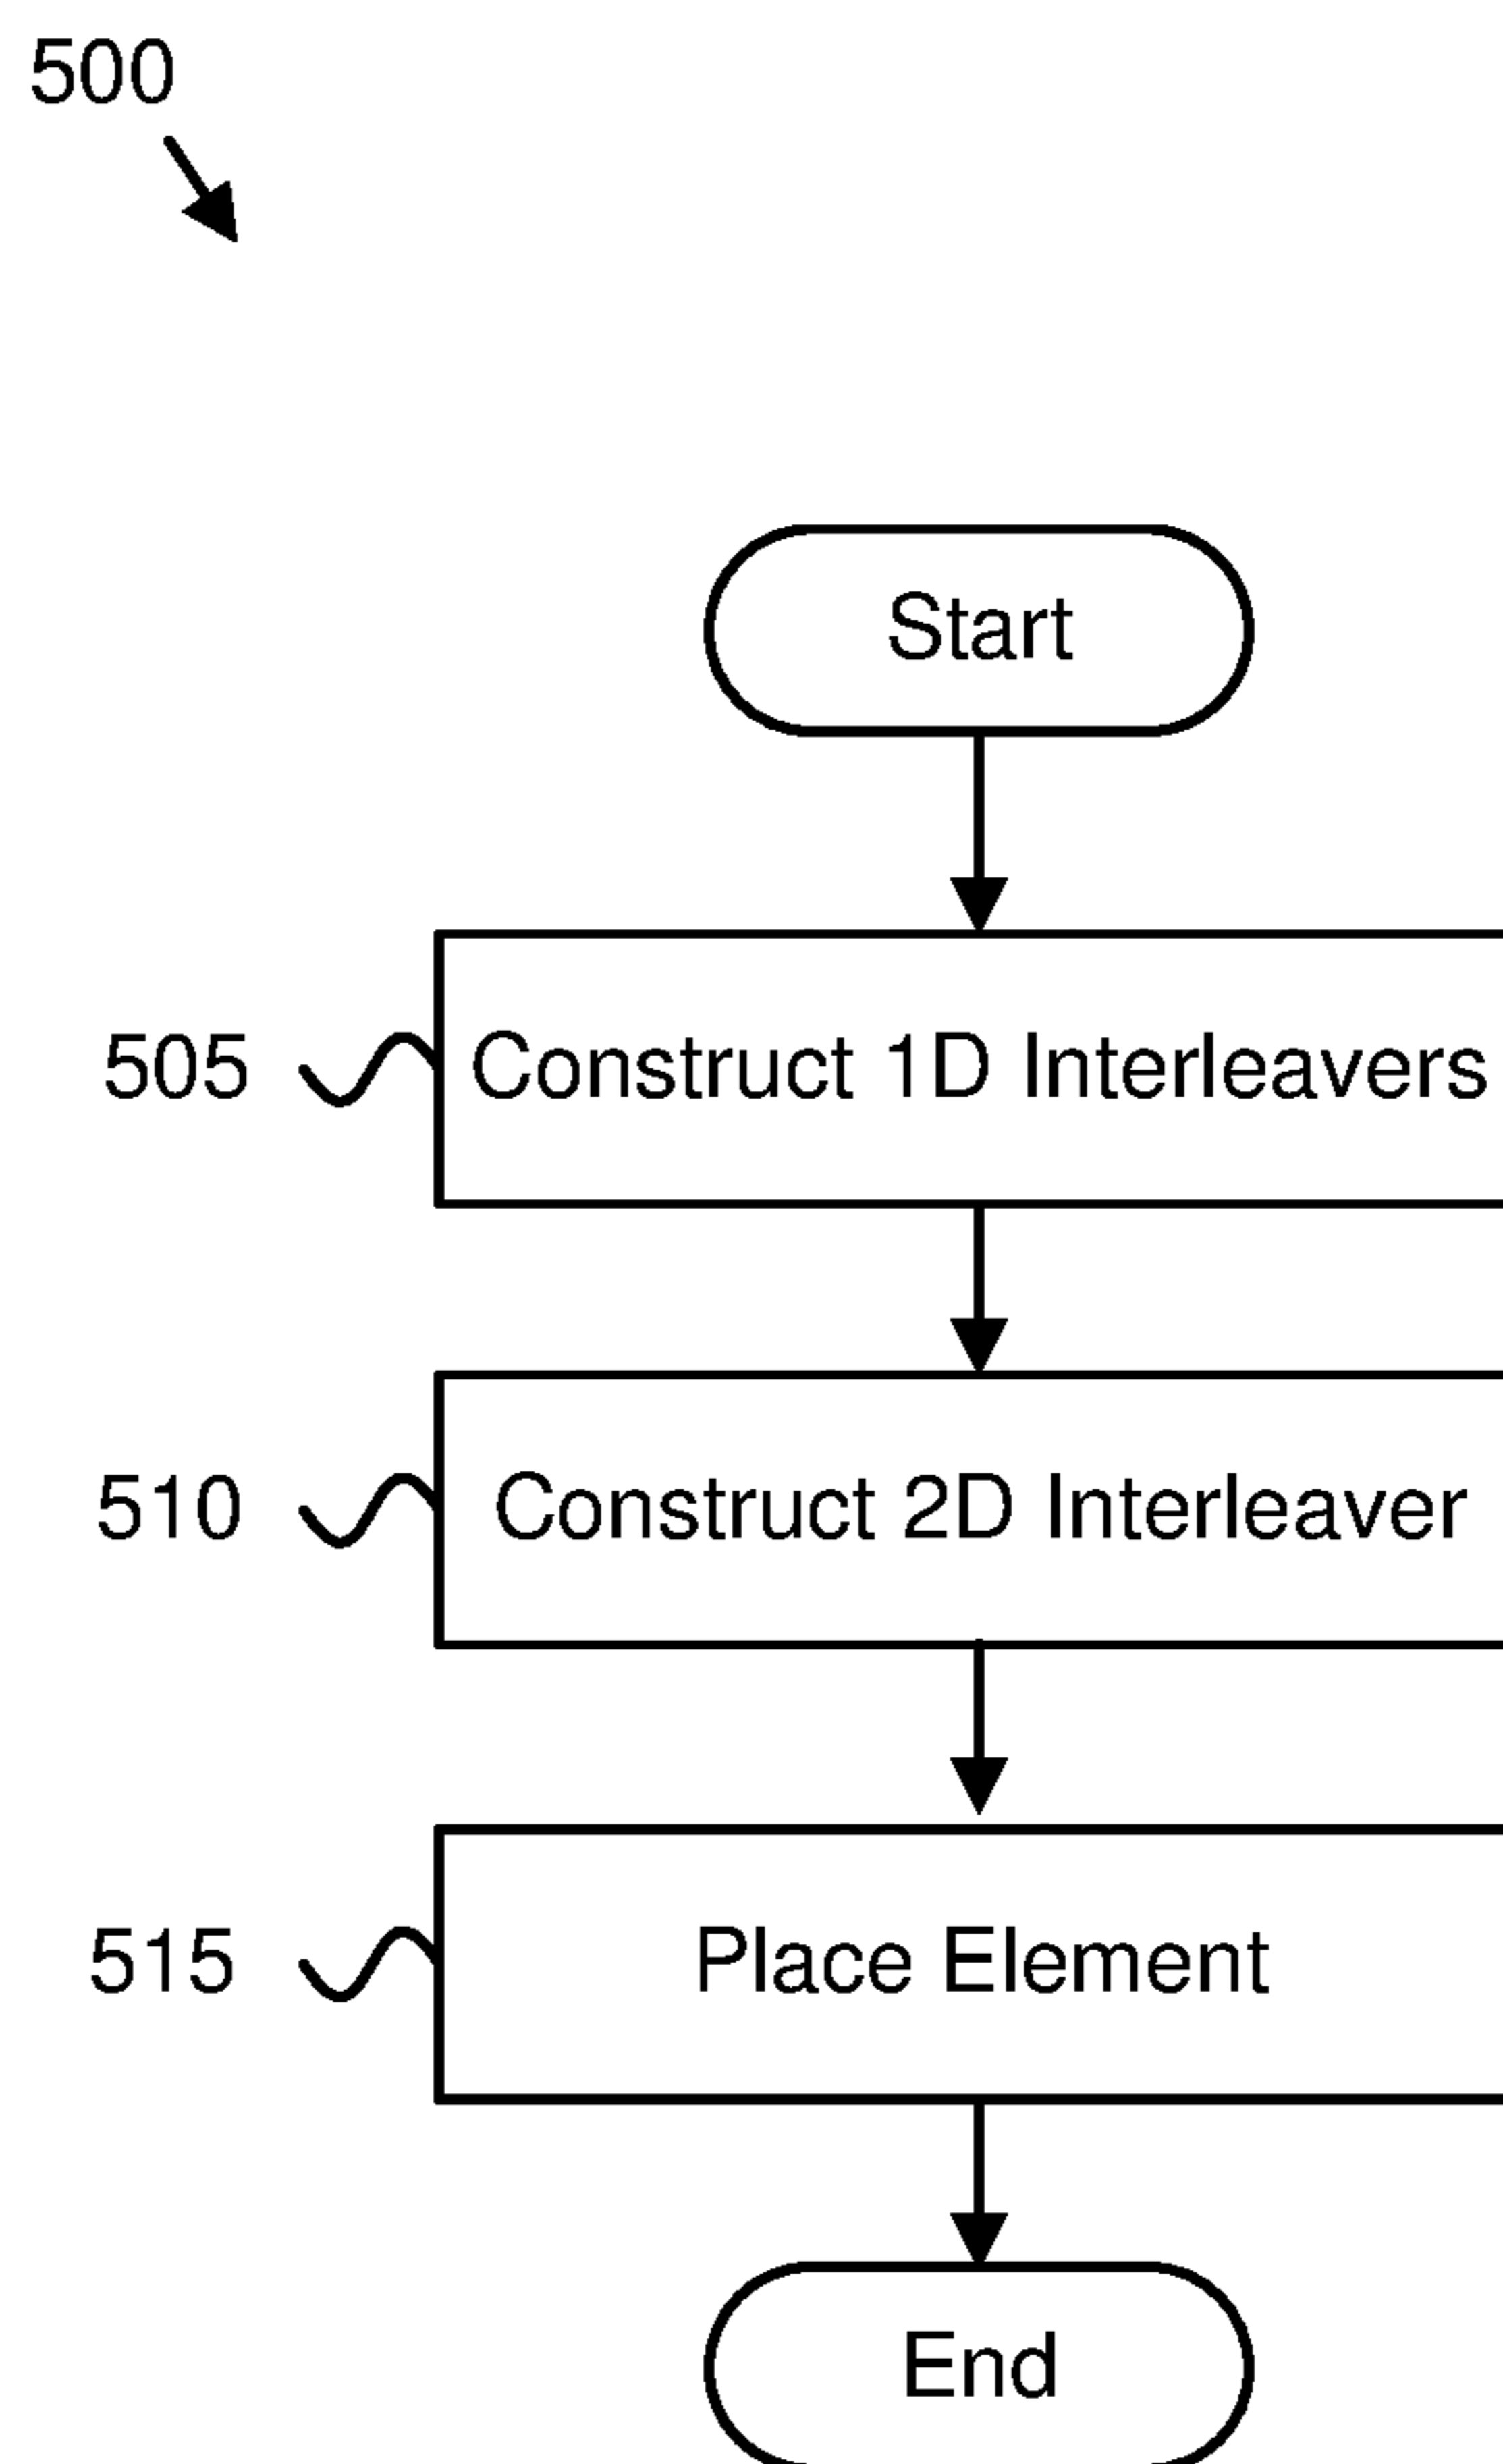 500
Start
505 Construct 1D Interleavers
510 Construct 2D Interleaver
515 Place Element
End